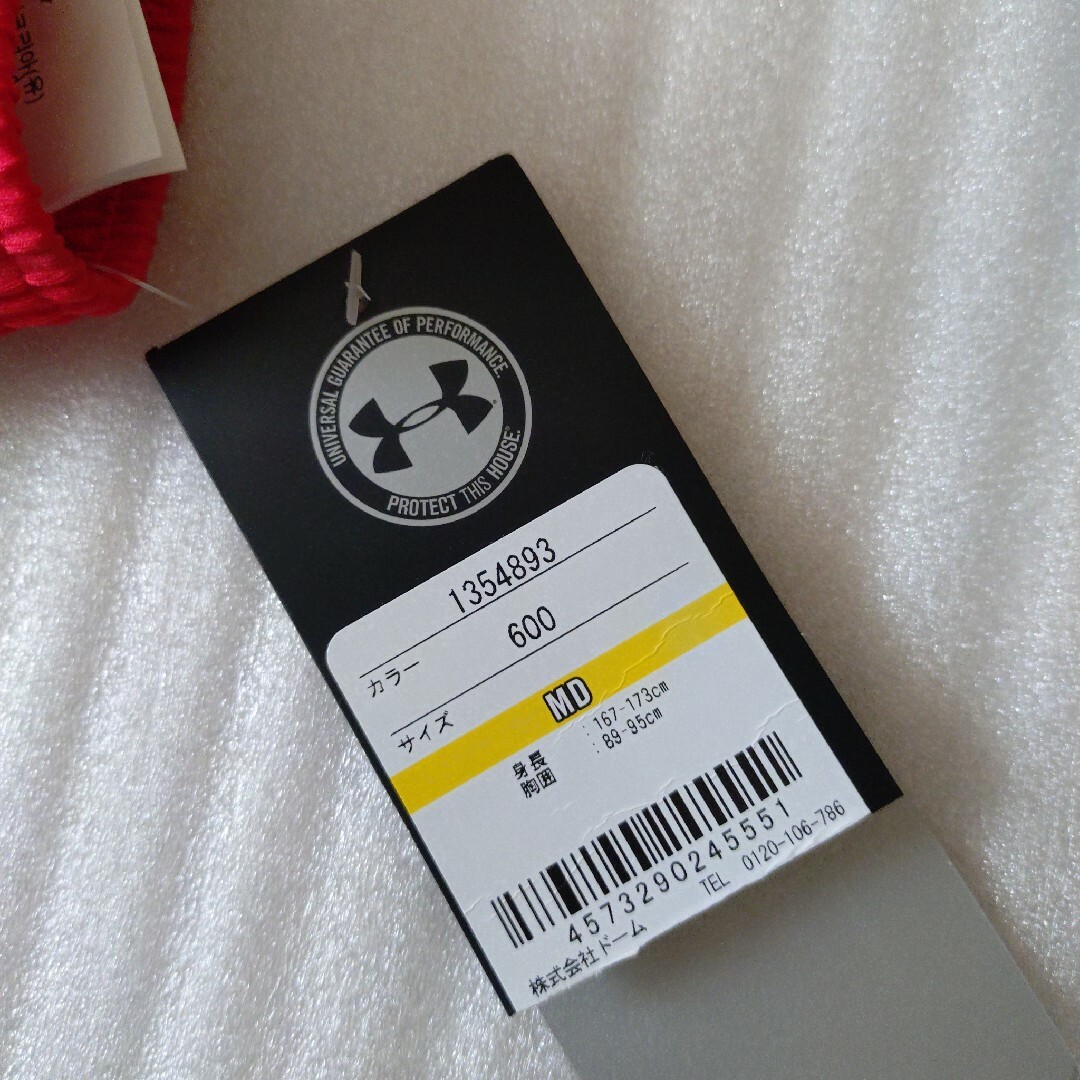 UNIVERSAL GUARANTEE OF PERFORMANCE.
PROTECT THIS HOUSE.
1354893
カラー 600
サイズ MD
身長 : 167-173cm
胸囲 : 89-95cm
4573290245551
株式会社ドーム TEL 0120-106-786